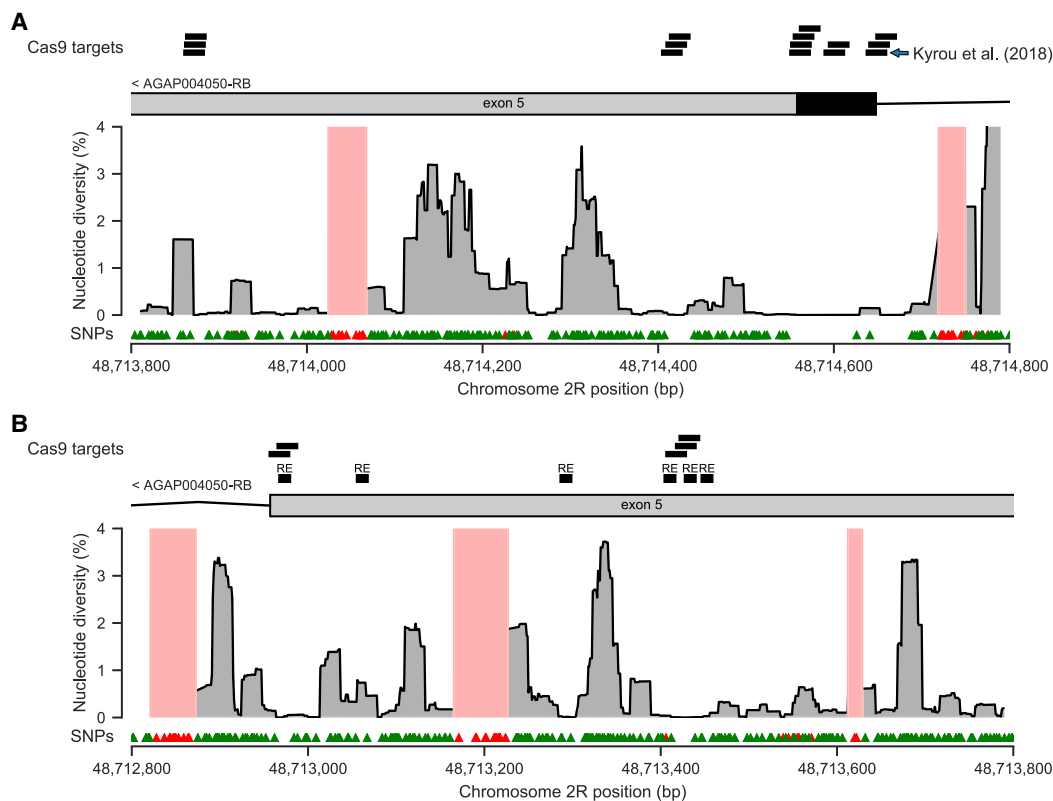 A
Cas9 targets
Kyrou et al. (2018)
< AGAP004050-RB
exon 5
Nucleotide diversity (%)
4
3
2
1
0
SNPs
48,713,800 48,714,000 48,714,200 48,714,400 48,714,600 48,714,800
Chromosome 2R position (bp)
B
Cas9 targets
RE RE RE RE RE RE
< AGAP004050-RB
exon 5
Nucleotide diversity (%)
4
3
2
1
0
SNPs
48,712,800 48,713,000 48,713,200 48,713,400 48,713,600 48,713,800
Chromosome 2R position (bp)